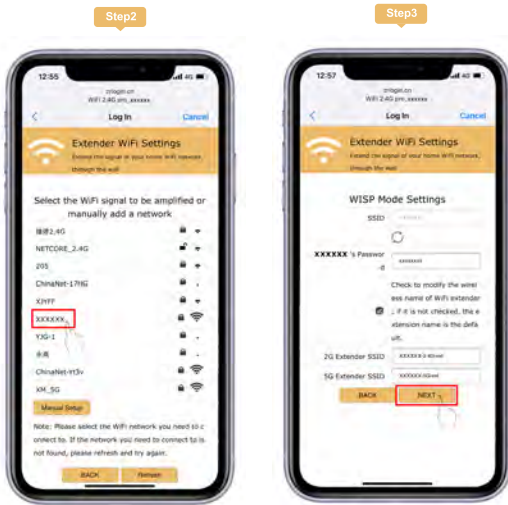 Step2
12:55
4G
Log In
Cancel
Extender WiFi Settings
Extend the signal of your home WiFi network,
through the wall
Select the WiFi signal to be amplified or
manually add a network
NETCORE_2.4G
205
ChinaNet-17HG
XJYFF
XXXXXX
YJG-1
ChinaNet-Yt3v
XM_5G
Manual Setup
Note: Please select the WiFi network you need to c
onnect to. If the network you need to connect to is
not found, please refresh and try again.
BACK
Refresh
Step3
12:57
4G
Log In
Cancel
Extender WiFi Settings
Extend the signal of your home WiFi network,
through the wall
WISP Mode Settings
SSID
XXXXXX 's Passwor
d
Check to modify the wirel
ess name of WiFi extender
; if it is not checked, the e
xtension name is the defa
ult.
2G Extender SSID
5G Extender SSID
BACK
NEXT